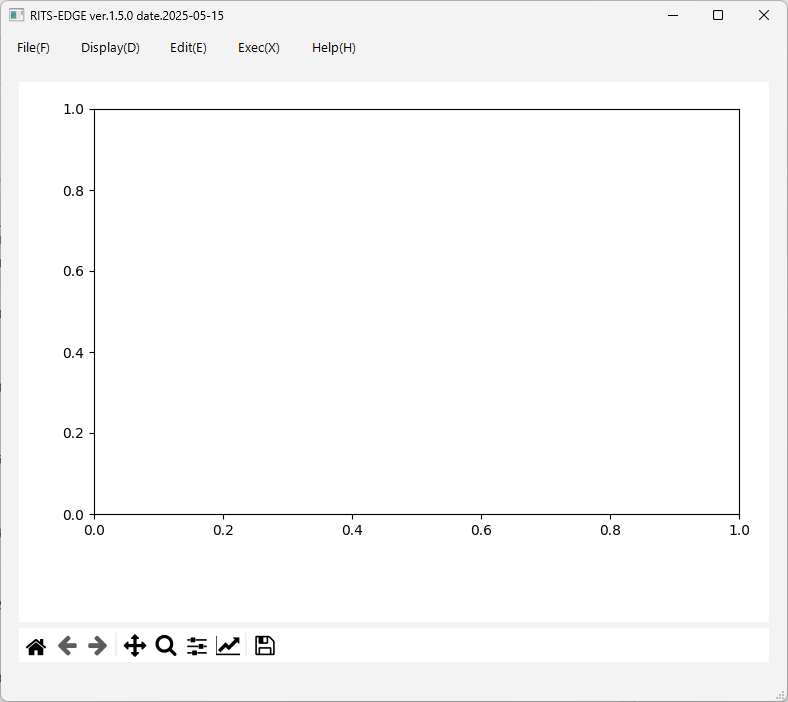 RITS-EDGE ver.1.5.0 date.2025-05-15
File(F) Display(D) Edit(E) Exec(X) Help(H)
1.0
0.8
0.6
0.4
0.2
0.0
0.0 0.2 0.4 0.6 0.8 1.0